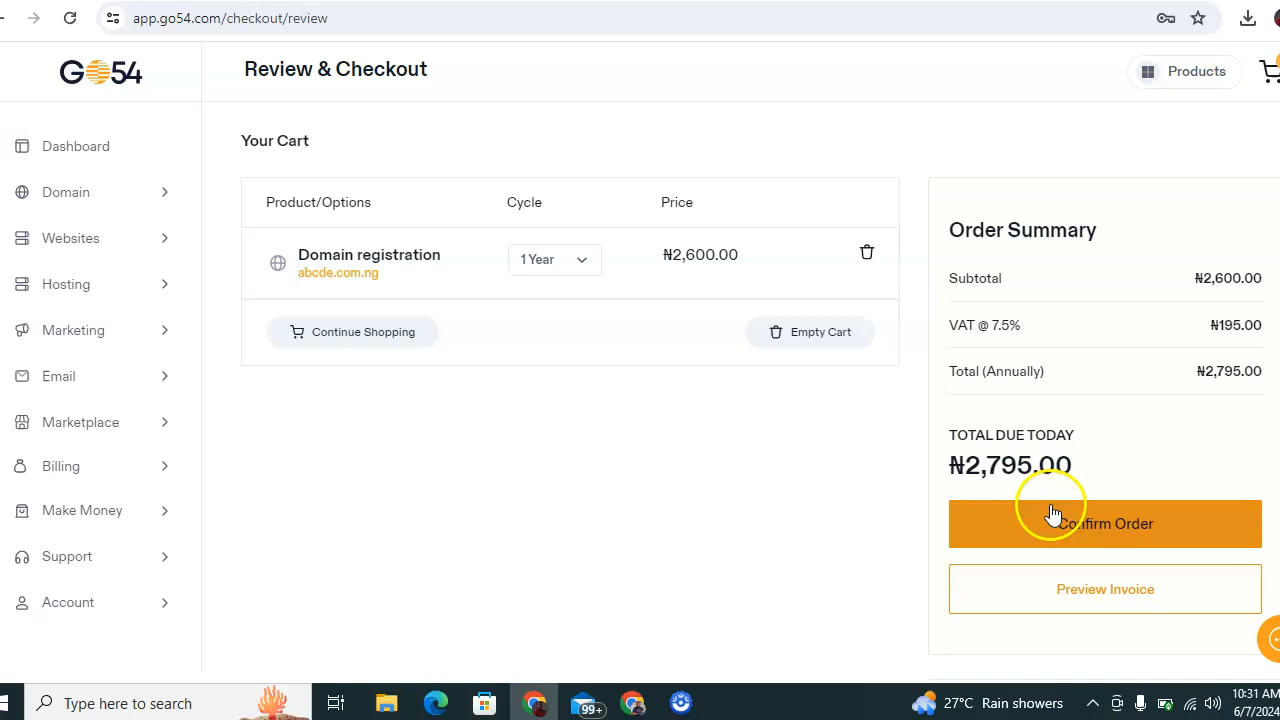 app.go54.com/checkout/review
GO54
Review & Checkout
Products
Dashboard
Domain
Websites
Hosting
Marketing
Email
Marketplace
Billing
Make Money
Support
Account
Your Cart
Product/Options Cycle Price
Domain registration 1 Year ₦2,600.00
abcde.com.ng
Continue Shopping Empty Cart
Order Summary
Subtotal ₦2,600.00
VAT @ 7.5% ₦195.00
Total (Annually) ₦2,795.00
TOTAL DUE TODAY
₦2,795.00
Confirm Order
Preview Invoice
Type here to search
99+
27°C Rain showers
10:31 AM
6/7/2024